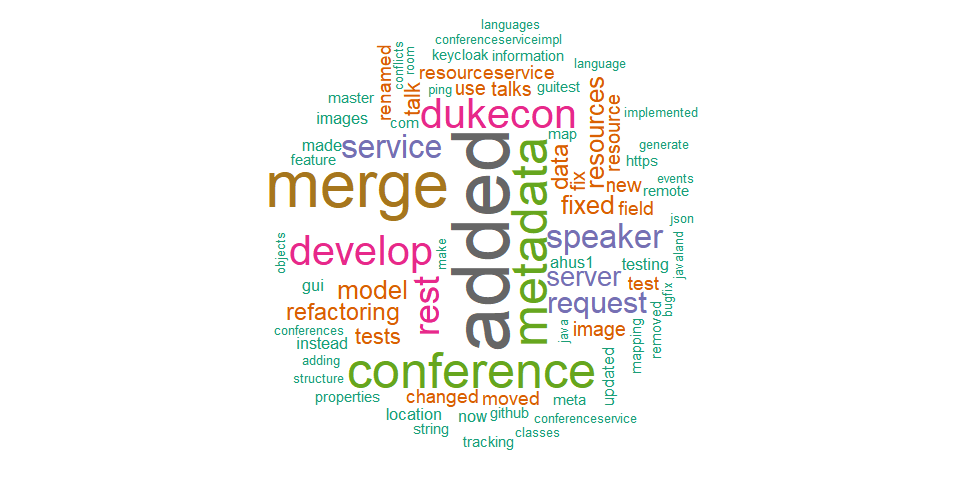 languages
conferenceserviceimpl
keycloak
information
conflicts
room
renamed
resourceservice
language
master
talk
ping
use
talks
guitest
images
com
dukecon
resources
resource
implemented
made
service
added
map
feature
metadata
data
fix
https
generate
merge
new
events
remote
fixed
field
json
objects
develop
make
speaker
javaland
ahus1
testing
gui
model
server
test
bugfix
rest
request
refactoring
conferences
tests
java
image
mapping
removed
instead
adding
conference
structure
updated
properties
changed
moved
meta
location
now
github
conferenceservice
string
classes
tracking